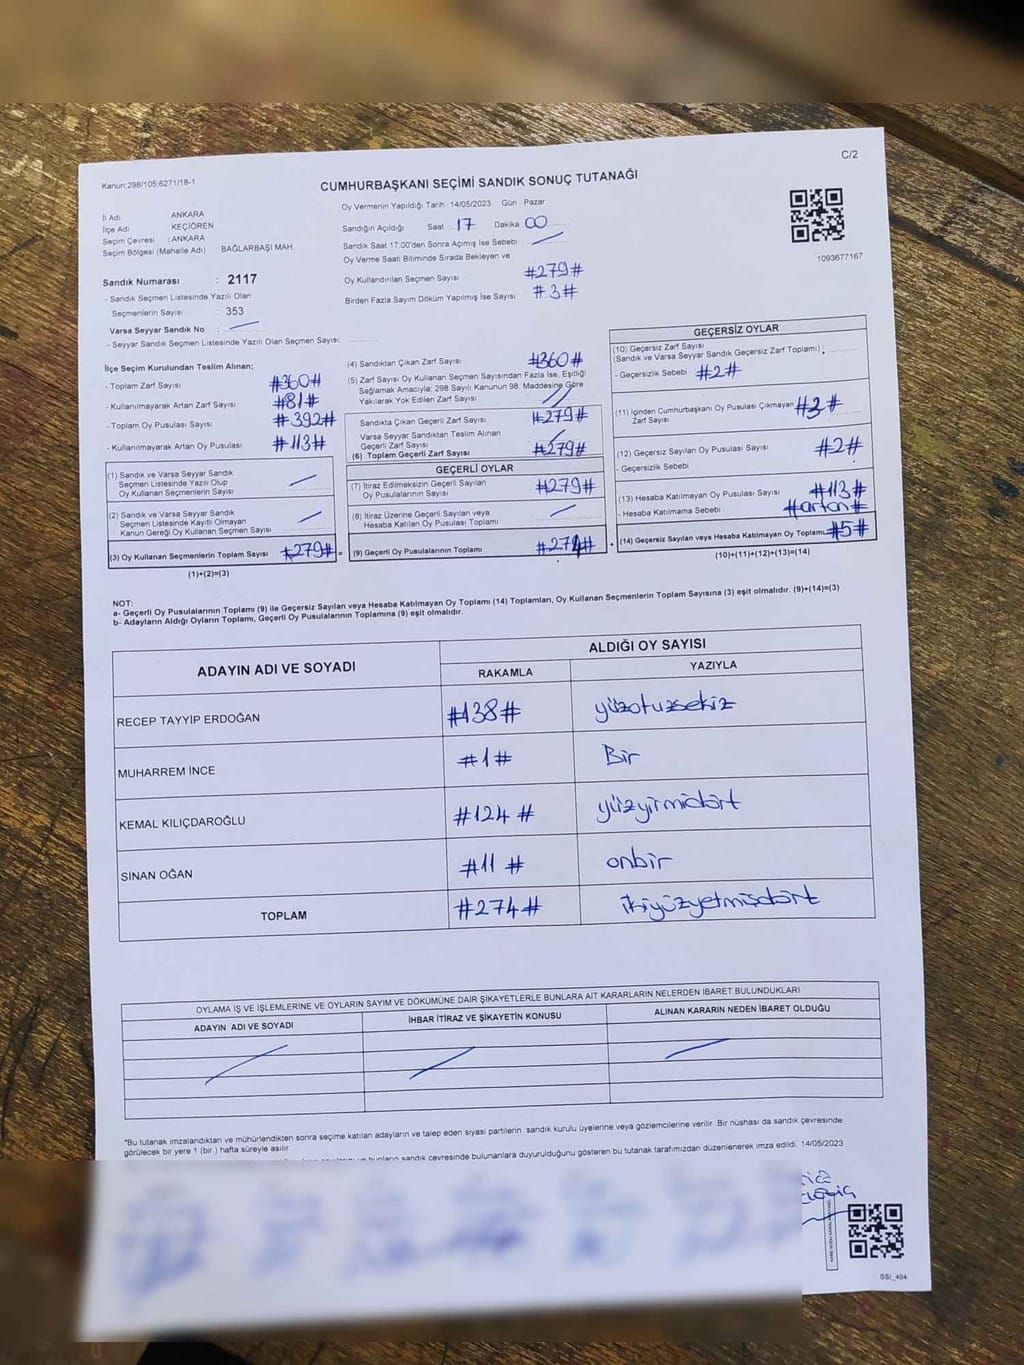 C/2
Kanun;298/105;6271/18-1
CUMHURBAŞKANI SEÇİMİ SANDIK SONUÇ TUTANAĞI
İl Adı ANKARA
İlçe Adı KEÇİÖREN
Seçim Çevresi : ANKARA
Seçim Bölgesi (Mahalle Adı) BAĞLARBAŞI MAH.
Sandık Numarası : 2117
- Sandık Seçmen Listesinde Yazılı Olan
Seçmenlerin Sayısı : 353
Varsa Seyyar Sandık No :
- Seyyar Sandık Seçmen Listesinde Yazılı Olan Seçmen Sayısı:
Oy Vermenin Yapıldığı Tarih : 14/05/2023 Gün : Pazar
Sandığın Açıldığı Saat : 17 Dakika : 00
Sandık Saat 17:00'den Sonra Açımış İse Sebebi :
Oy Verme Saati Bitiminde Sırada Bekleyen ve
Oy Kullandırılan Seçmen Sayısı : #279#
Birden Fazla Sayım Döküm Yapılmış İse Sayısı : #3#
1093677167
İlçe Seçim Kurulundan Teslim Alınan;
- Toplam Zarf Sayısı #360#
- Kullanılmayarak Artan Zarf Sayısı #81#
- Toplam Oy Pusulası Sayısı #392#
- Kullanılmayarak Artan Oy Pusulası #113#
(1) Sandık ve Varsa Seyyar Sandık
Seçmen Listesinde Yazılı Olup
Oy Kullanan Seçmenlerin Sayısı
(2) Sandık ve Varsa Seyyar Sandık
Seçmen Listesinde Kayıtlı Olmayan
Kanun Gereği Oy Kullanan Seçmen Sayısı
(3) Oy Kullanan Seçmenlerin Toplam Sayısı #279# =
(1)+(2)=(3)
(4) Sandıktan Çıkan Zarf Sayısı #360#
(5) Zarf Sayısı Oy Kullanan Seçmen Sayısından Fazla İse, Eşitliği
Sağlamak Amacıyla; 298 Sayılı Kanunun 98. Maddesine Göre
Yakılarak Yok Edilen Zarf Sayısı
Sandıkta Çıkan Geçerli Zarf Sayısı #279#
Varsa Seyyar Sandıktan Teslim Alınan
Geçerli Zarf Sayısı
(6) Toplam Geçerli Zarf Sayısı #279#
GEÇERLİ OYLAR
(7) İtiraz Edilmeksizin Geçerli Sayılan
Oy Pusulalarının Sayısı #279#
(8) İtiraz Üzerine Geçerli Sayılan veya
Hesaba Katılan Oy Pusulası Toplamı
(9) Geçerli Oy Pusulalarının Toplamı #274# +
GEÇERSİZ OYLAR
(10) Geçersiz Zarf Sayısı
(Sandık ve Varsa Seyyar Sandık Geçersiz Zarf Toplamı)
- Geçersizlik Sebebi #2#
(11) İçinden Cumhurbaşkanı Oy Pusulası Çıkmayan
Zarf Sayısı #3#
(12) Geçersiz Sayılan Oy Pusulası Sayısı #2#
- Geçersizlik Sebebi
(13) Hesaba Katılmayan Oy Pusulası Sayısı #113#
- Hesaba Katılmama Sebebi : #artan#
(14) Geçersiz Sayılan veya Hesaba Katılmayan Oy Toplamı #5#
(10)+(11)+(12)+(13)=(14)
NOT:
a- Geçerli Oy Pusulalarının Toplamı (9) ile Geçersiz Sayılan veya Hesaba Katılmayan Oy Toplamı (14) Toplamları, Oy Kullanan Seçmenlerin Toplam Sayısına (3) eşit olmalıdır. (9)+(14)=(3)
b- Adayların Aldığı Oyların Toplamı, Geçerli Oy Pusulalarının Toplamına (9) eşit olmalıdır.
ADAYIN ADI VE SOYADI ALDIĞI OY SAYISI
RAKAMLA YAZIYLA
RECEP TAYYİP ERDOĞAN #138# yüzotuzsekiz
MUHARREM İNCE #1# Bir
KEMAL KILIÇDAROĞLU #124# yüzyirmidört
SİNAN OĞAN #11# onbir
TOPLAM #274# ikiyüzyetmişdört
OYLAMA İŞ VE İŞLEMLERİNE VE OYLARIN SAYIM VE DÖKÜMÜNE DAİR ŞİKAYETLERLE BUNLARA AİT KARARLARIN NELERDEN İBARET BULUNDUKLARI
ADAYIN ADI VE SOYADI İHBAR İTİRAZ VE ŞİKAYETİN KONUSU ALINAN KARARIN NEDEN İBARET OLDUĞU
*Bu tutanak imzalandıktan ve mühürlendikten sonra seçime katılan adayların ve talep eden siyasi partilerin sandık kurulu üyelerine veya gözlemcilerine verilir. Bir nüshası da sandık çevresinde
görülecek bir yere 1 (bir ) hafta süreyle asılır.
bunların sandık çevresinde bulunanlara duyurulduğunu gösteren bu tutanak tarafımızdan düzenlenerek imza edildi. 14/05/2023
SSI_404